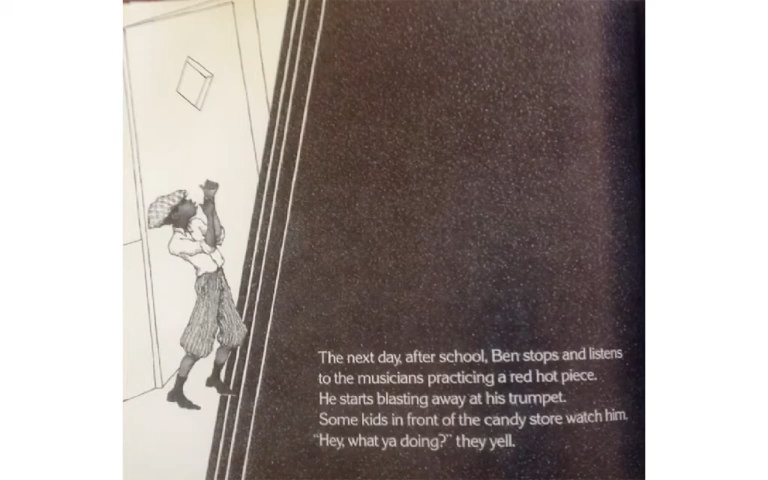 The next day, after school, Ben stops and listens
to the musicians practicing a red hot piece.
He starts blasting away at his trumpet.
Some kids in front of the candy store watch him.
“Hey, what ya doing?” they yell.